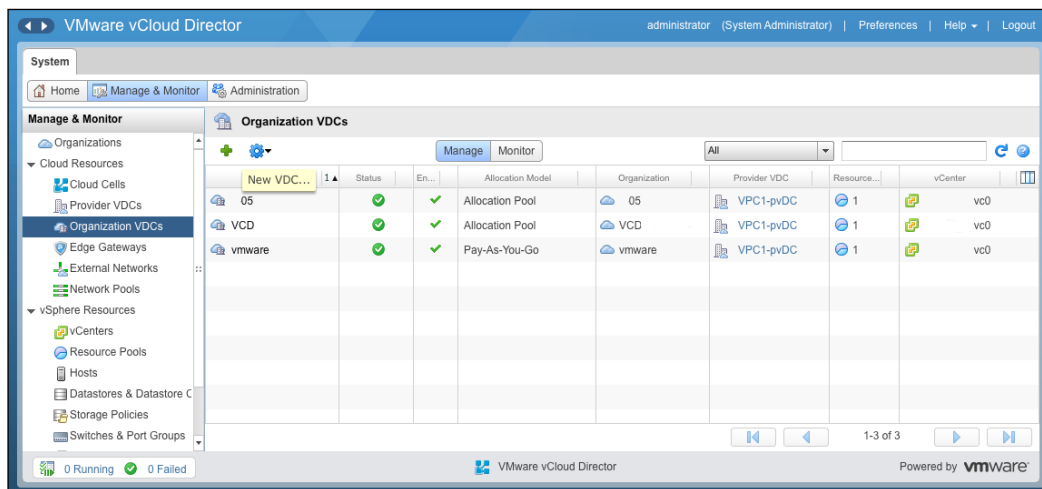 VMware vCloud Director
administrator (System Administrator) | Preferences | Help | Logout
System
Home Manage & Monitor Administration
Manage & Monitor
Organizations
Cloud Resources
Cloud Cells
Provider VDCs
Organization VDCs
Edge Gateways
External Networks
Network Pools
vSphere Resources
vCenters
Resource Pools
Hosts
Datastores & Datastore C
Storage Policies
Switches & Port Groups
Organization VDCs
Manage Monitor All
New VDC...
1 Status En... Allocation Model Organization Provider VDC Resource... vCenter
05 Allocation Pool 05 VPC1-pvDC 1 vc0
VCD Allocation Pool VCD VPC1-pvDC 1 vc0
vmware Pay-As-You-Go vmware VPC1-pvDC 1 vc0
1-3 of 3
0 Running 0 Failed
VMware vCloud Director
Powered by vmware